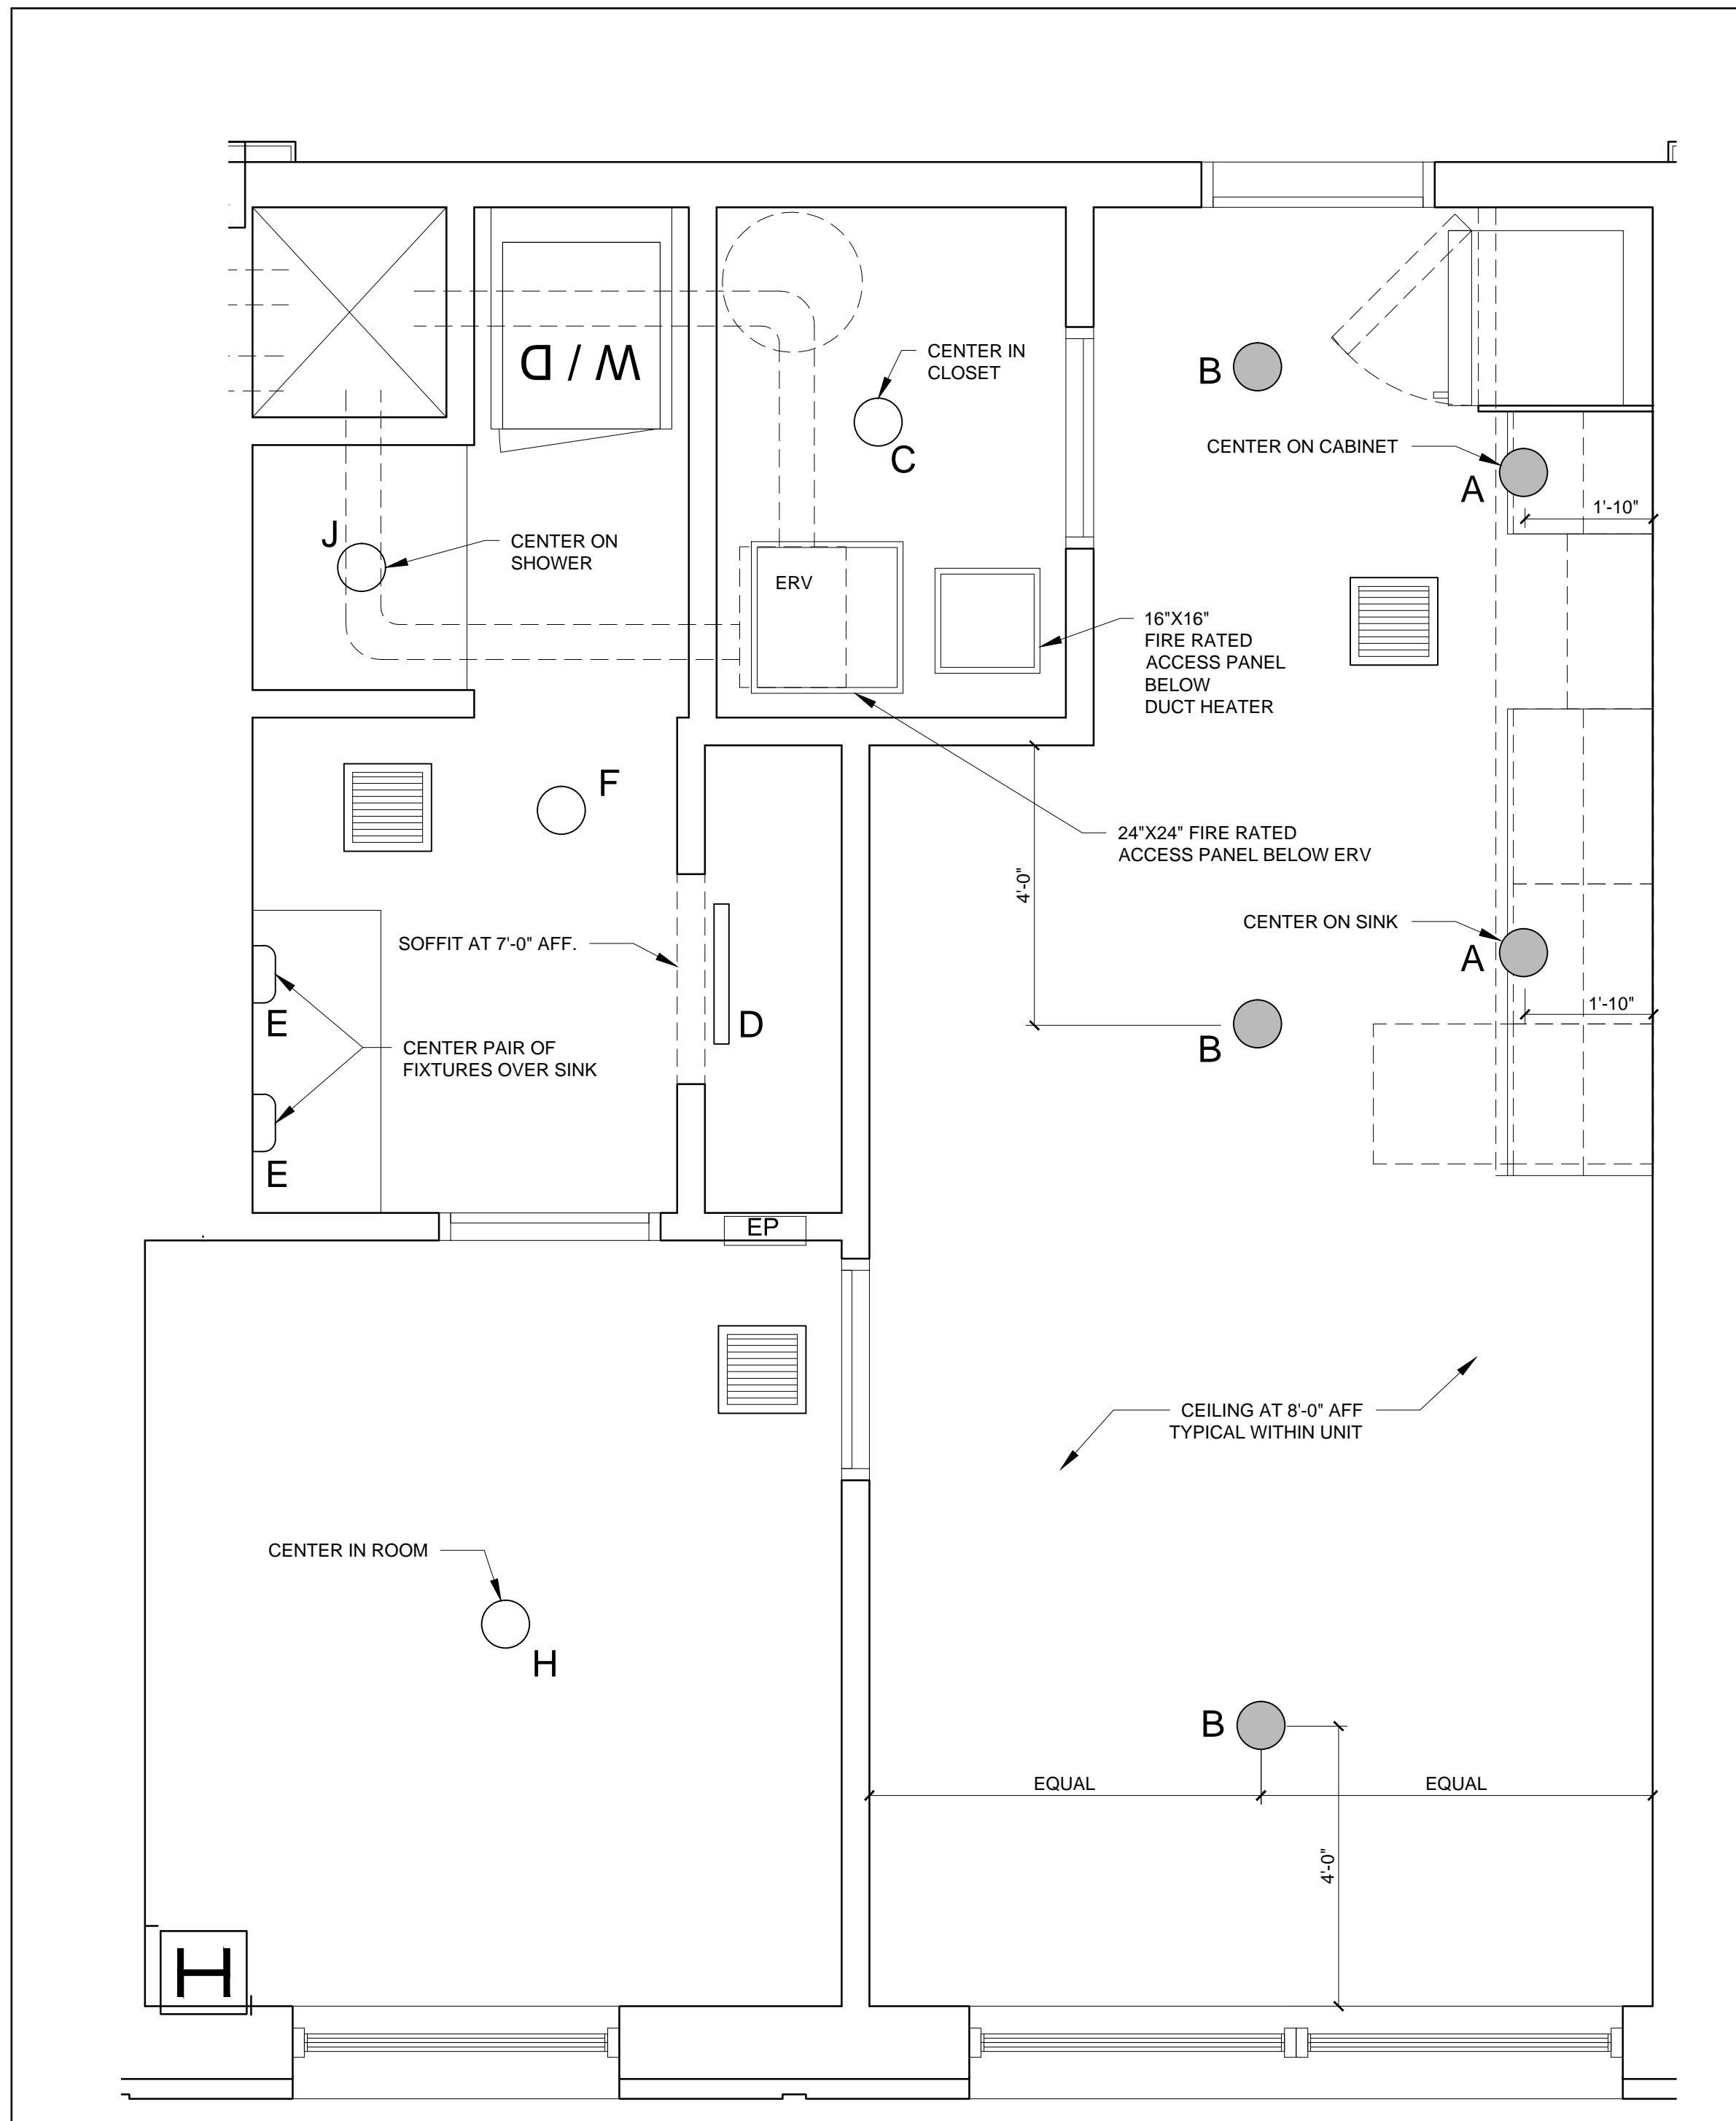 W / D
CENTER IN
CLOSET
C
B
CENTER ON CABINET
A
1'-10"
J
CENTER ON
SHOWER
ERV
16"X16"
FIRE RATED
ACCESS PANEL
BELOW
DUCT HEATER
F
24"X24" FIRE RATED
ACCESS PANEL BELOW ERV
4'-0"
CENTER ON SINK
A
1'-10"
SOFFIT AT 7'-0" AFF.
D
B
E
CENTER PAIR OF
FIXTURES OVER SINK
E
EP
CEILING AT 8'-0" AFF
TYPICAL WITHIN UNIT
CENTER IN ROOM
H
B
EQUAL
EQUAL
4'-0"
H